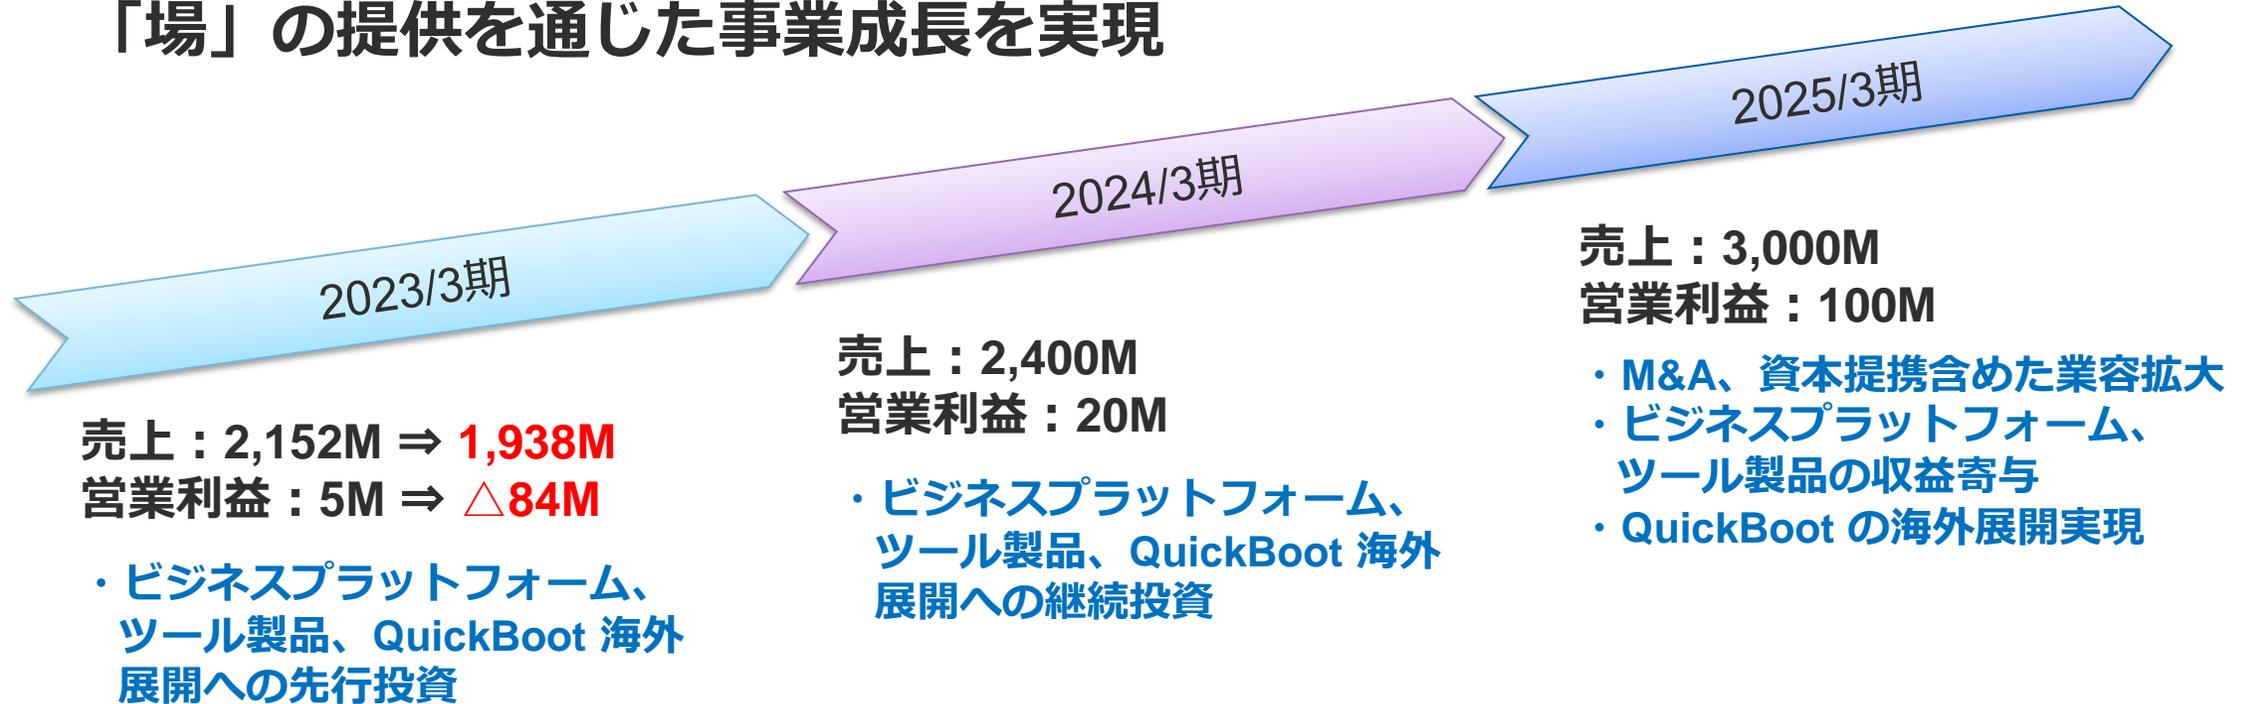 「場」の提供を通じた事業成長を実現
2023/3期
売上：2,152M ⇒ 1,938M
営業利益：5M ⇒ △84M
・ビジネスプラットフォーム、
ツール製品、QuickBoot 海外
展開への先行投資
2024/3期
売上：2,400M
営業利益：20M
・ビジネスプラットフォーム、
ツール製品、QuickBoot 海外
展開への継続投資
2025/3期
売上：3,000M
営業利益：100M
・M&A、資本提携含めた業容拡大
・ビジネスプラットフォーム、
ツール製品の収益寄与
・QuickBoot の海外展開実現